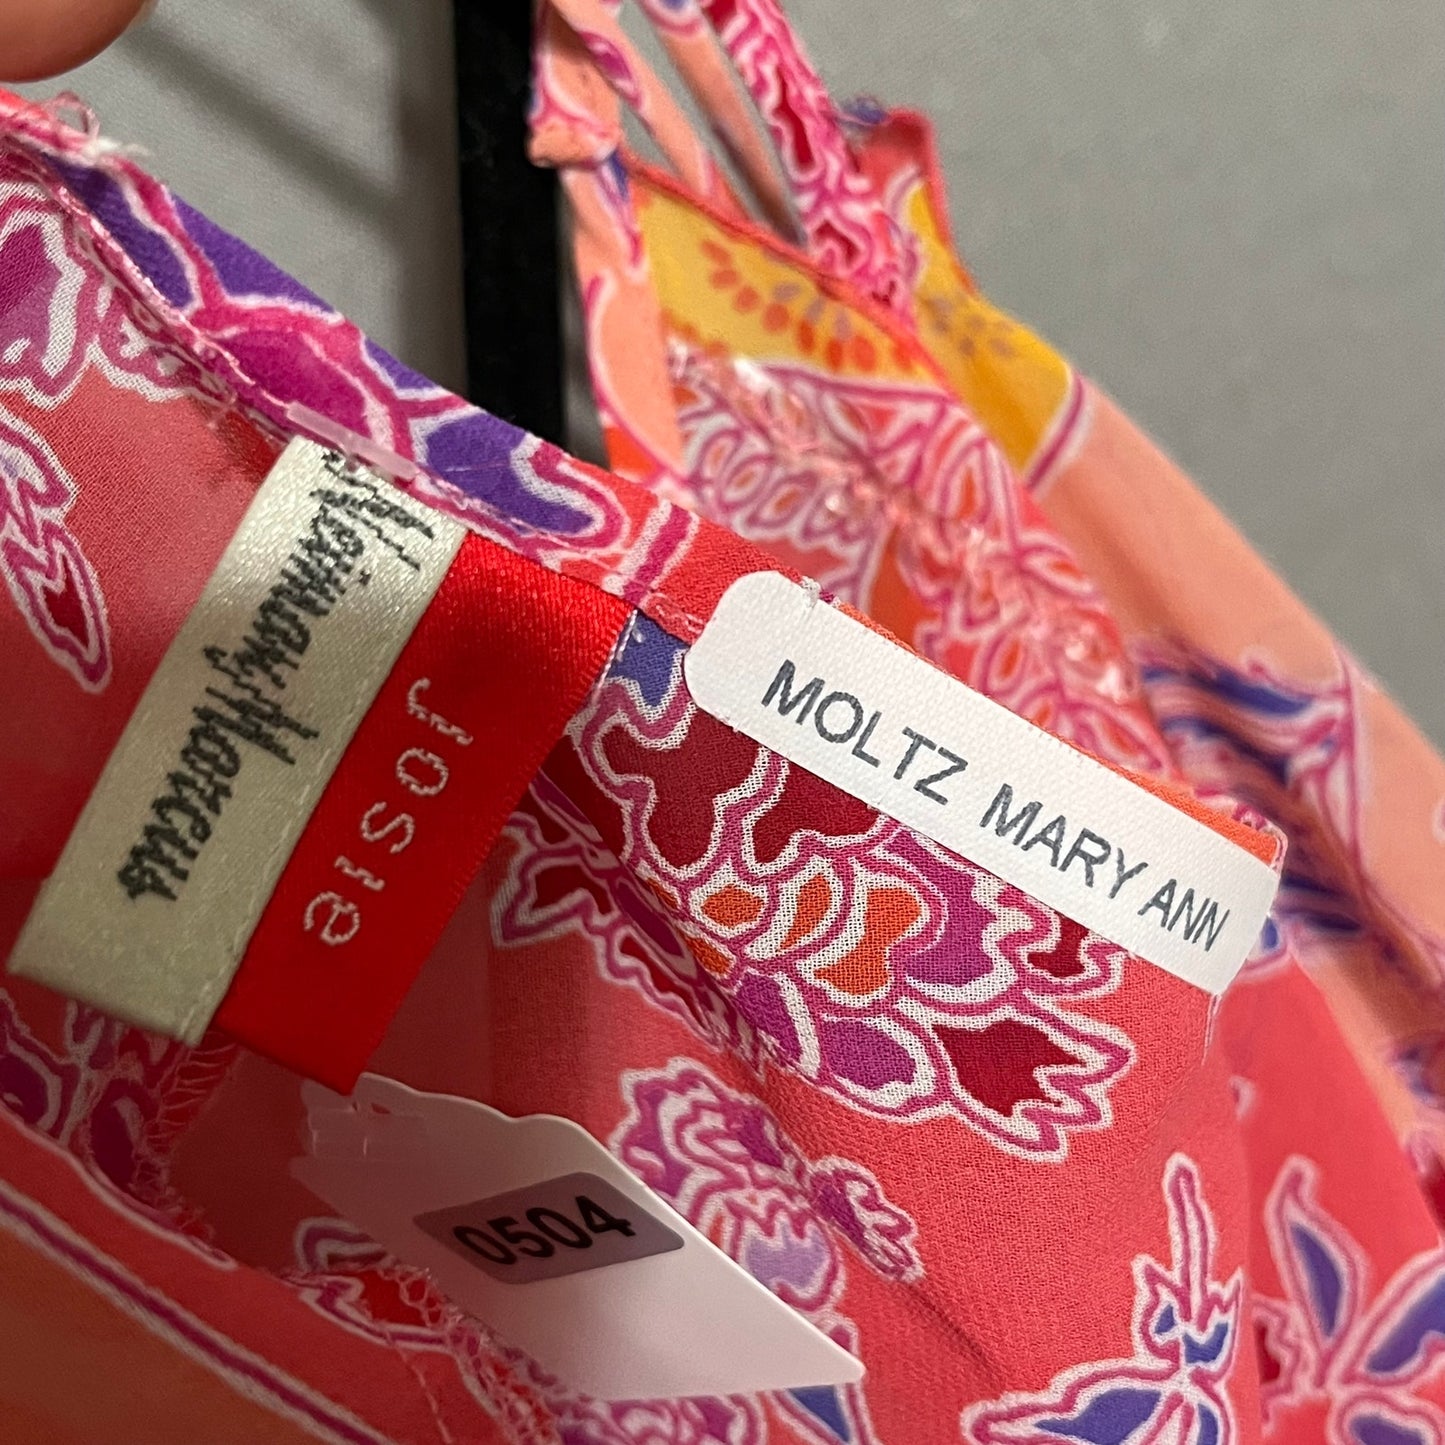 Neiman Marcus
Josie
MOLTZ MARY ANN
0504